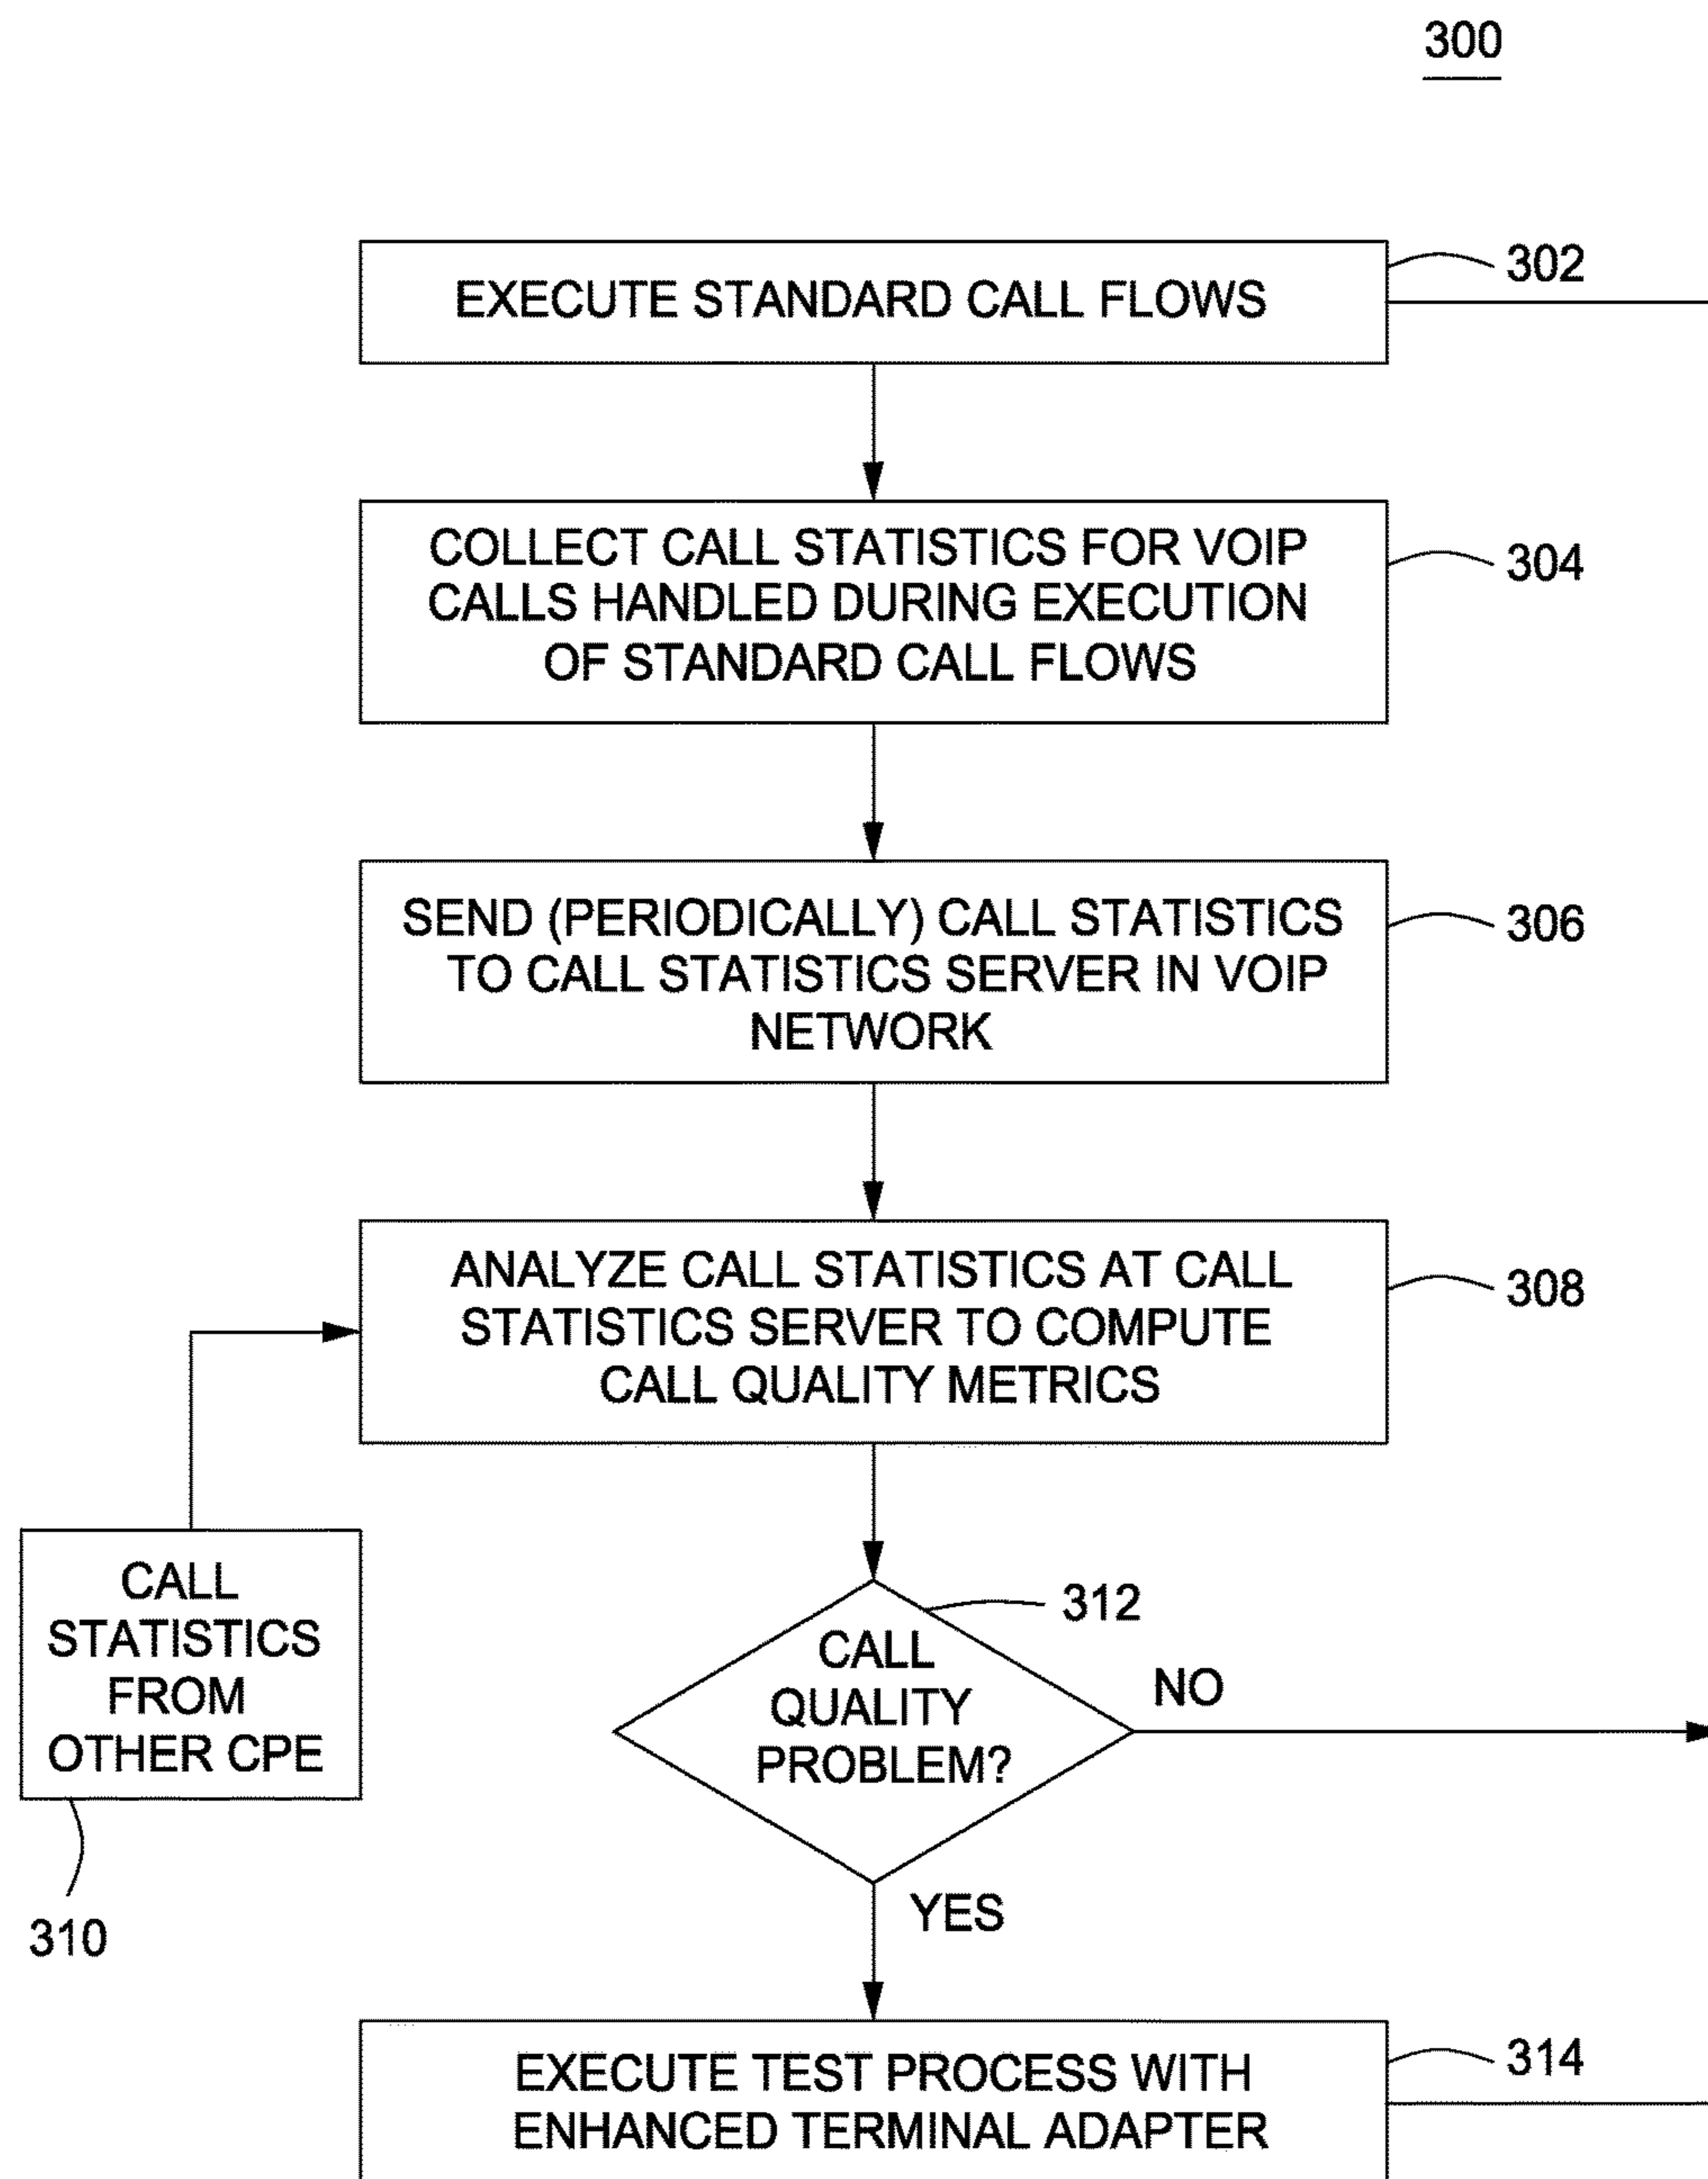 300
EXECUTE STANDARD CALL FLOWS
302
COLLECT CALL STATISTICS FOR VOIP
CALLS HANDLED DURING EXECUTION
OF STANDARD CALL FLOWS
304
SEND (PERIODICALLY) CALL STATISTICS
TO CALL STATISTICS SERVER IN VOIP
NETWORK
306
ANALYZE CALL STATISTICS AT CALL
STATISTICS SERVER TO COMPUTE
CALL QUALITY METRICS
308
CALL
STATISTICS
FROM
OTHER CPE
310
312
CALL
QUALITY
PROBLEM?
NO
YES
EXECUTE TEST PROCESS WITH
ENHANCED TERMINAL ADAPTER
314